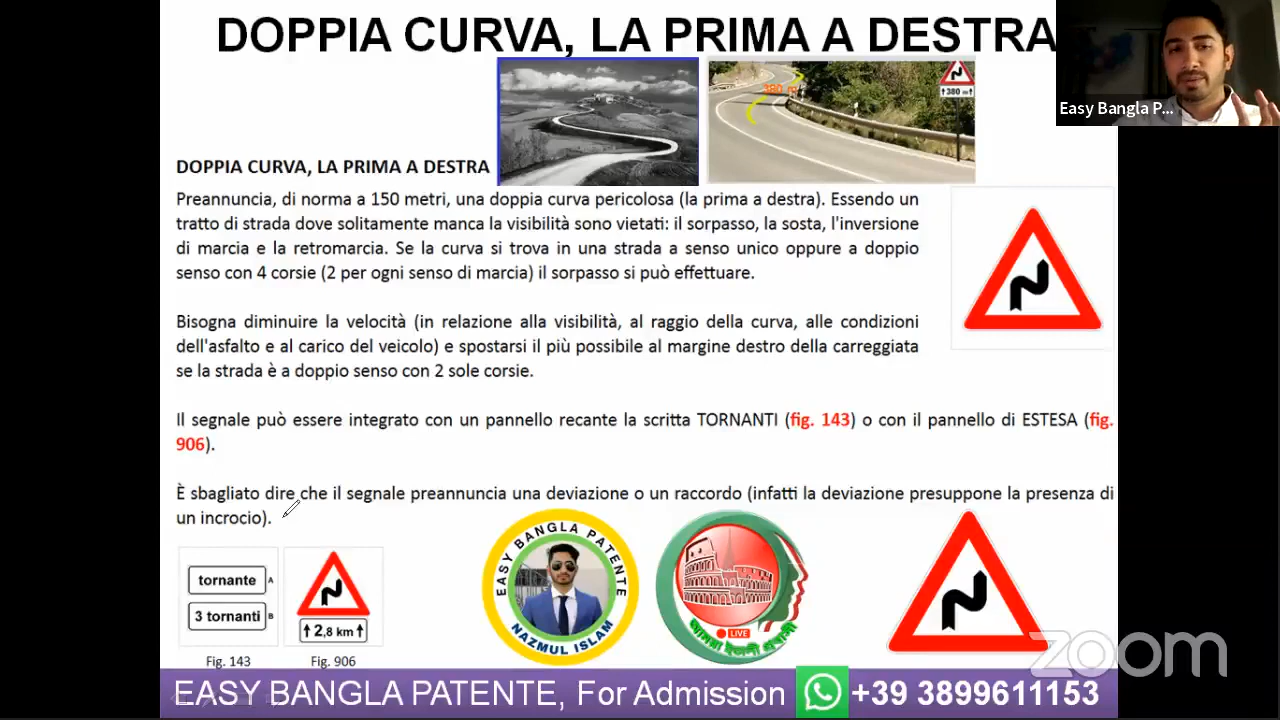 DOPPIA CURVA, LA PRIMA A DESTRA
Easy Bangla P...
380 m
DOPPIA CURVA, LA PRIMA A DESTRA
Preannuncia, di norma a 150 metri, una doppia curva pericolosa (la prima a destra). Essendo un
tratto di strada dove solitamente manca la visibilità sono vietati: il sorpasso, la sosta, l'inversione
di marcia e la retromarcia. Se la curva si trova in una strada a senso unico oppure a doppio
senso con 4 corsie (2 per ogni senso di marcia) il sorpasso si può effettuare.
Bisogna diminuire la velocità (in relazione alla visibilità, al raggio della curva, alle condizioni
dell'asfalto e al carico del veicolo) e spostarsi il più possibile al margine destro della carreggiata
se la strada è a doppio senso con 2 sole corsie.
Il segnale può essere integrato con un pannello recante la scritta TORNANTI (fig. 143) o con il pannello di ESTESA (fig.
906).
È sbagliato dire che il segnale preannuncia una deviazione o un raccordo (infatti la deviazione presuppone la presenza di
un incrocio).
tornante A
3 tornanti B
2,8 km
Fig. 143
Fig. 906
EASY BANGLA PATENTE
NAZMUL ISLAM
LIVE
আমরা ইতালী প্রবাসী
zoom
EASY BANGLA PATENTE, For Admission +39 3899611153